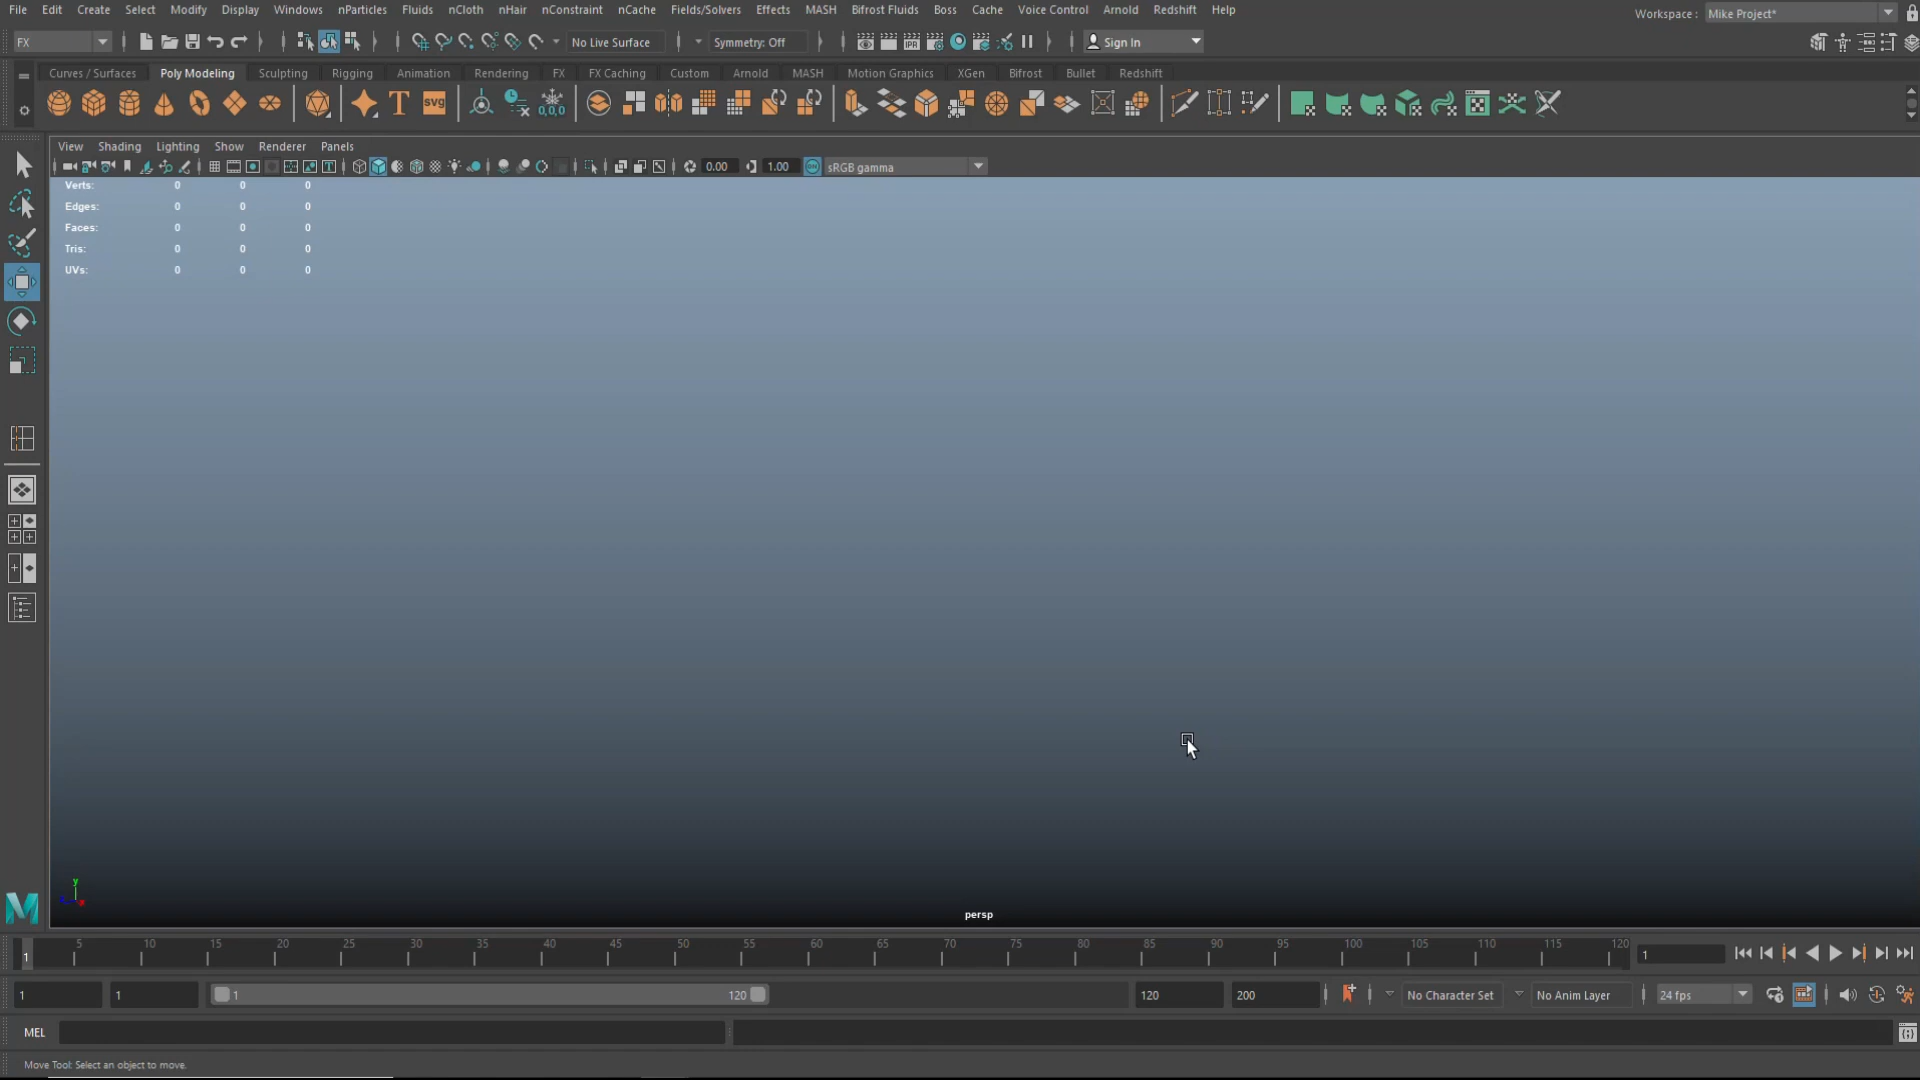 File Edit Create Select Modify Display Windows nParticles Fluids nCloth nHair nConstraint nCache Fields/Solvers Effects MASH Bifrost Fluids Boss Cache Voice Control Arnold Redshift Help
Workspace : Mike Project*
FX No Live Surface Symmetry: Off IPR Sign In
Curves / Surfaces Poly Modeling Sculpting Rigging Animation Rendering FX FX Caching Custom Arnold MASH Motion Graphics XGen Bifrost Bullet Redshift
T svg 0,0,0
View Shading Lighting Show Renderer Panels
0.00 1.00 sRGB gamma
Verts: 0 0 0
Edges: 0 0 0
Faces: 0 0 0
Tris: 0 0 0
UVs: 0 0 0
y
persp
M
5 10 15 20 25 30 35 40 45 50 55 60 65 70 75 80 85 90 95 100 105 110 115 120
1 1
1 1 1 120 120 200 No Character Set No Anim Layer 24 fps
MEL
Move Tool: Select an object to move.